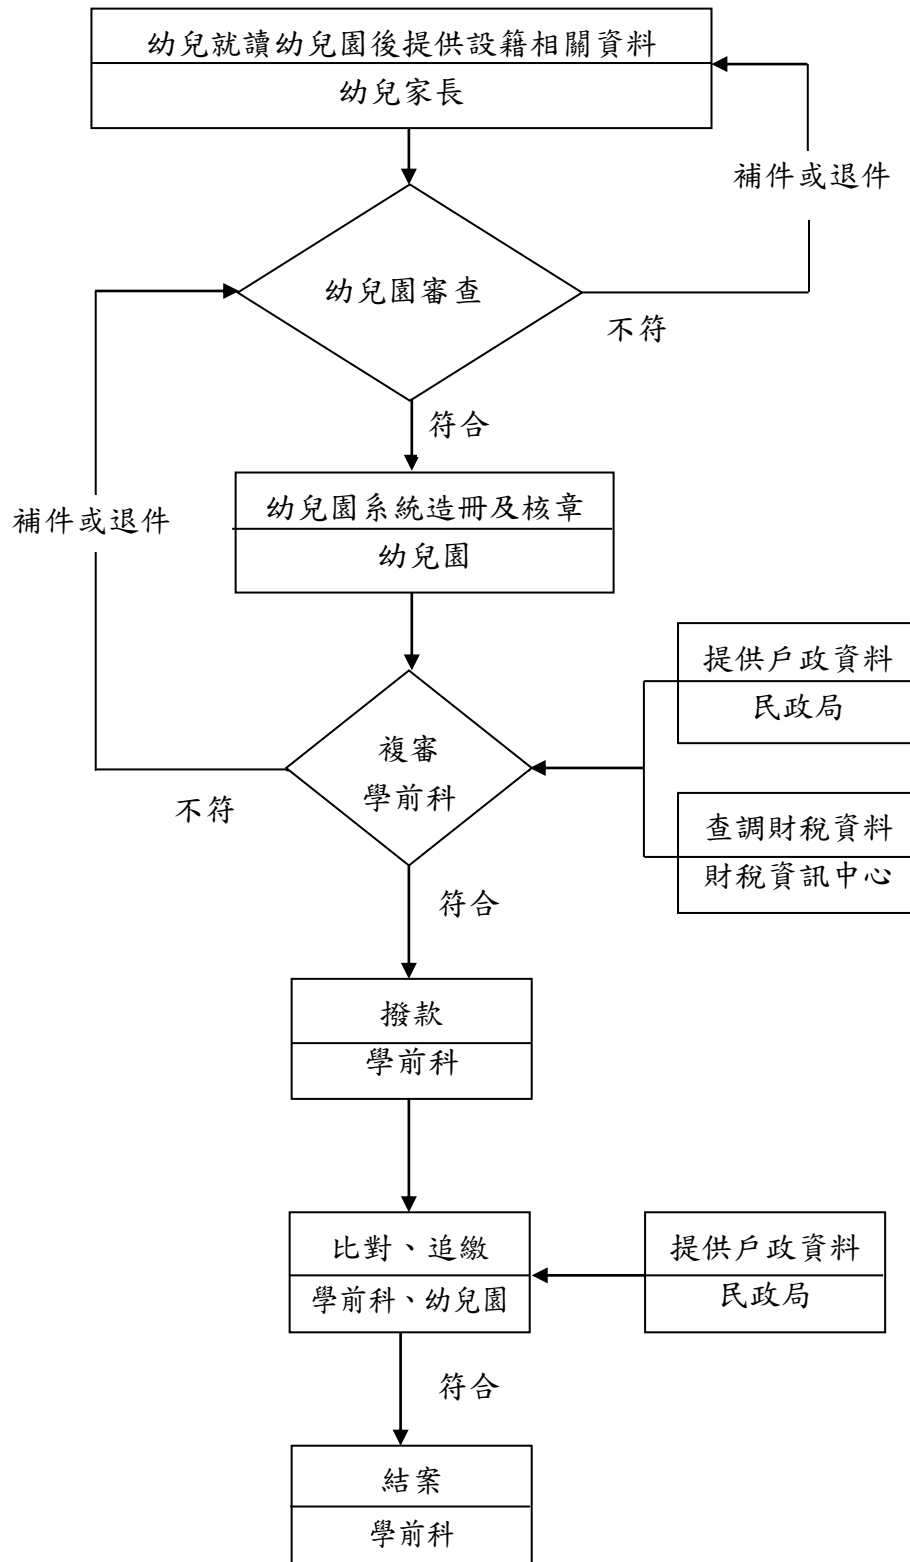 幼兒就讀幼兒園後提供設籍相關資料
幼兒家長
補件或退件
幼兒園審查
不符
符合
幼兒園系統造冊及核章
幼兒園
補件或退件
提供戶政資料
民政局
複審
學前科
不符
查調財稅資料
財稅資訊中心
符合
撥款
學前科
比對、追繳
學前科、幼兒園
提供戶政資料
民政局
符合
結案
學前科